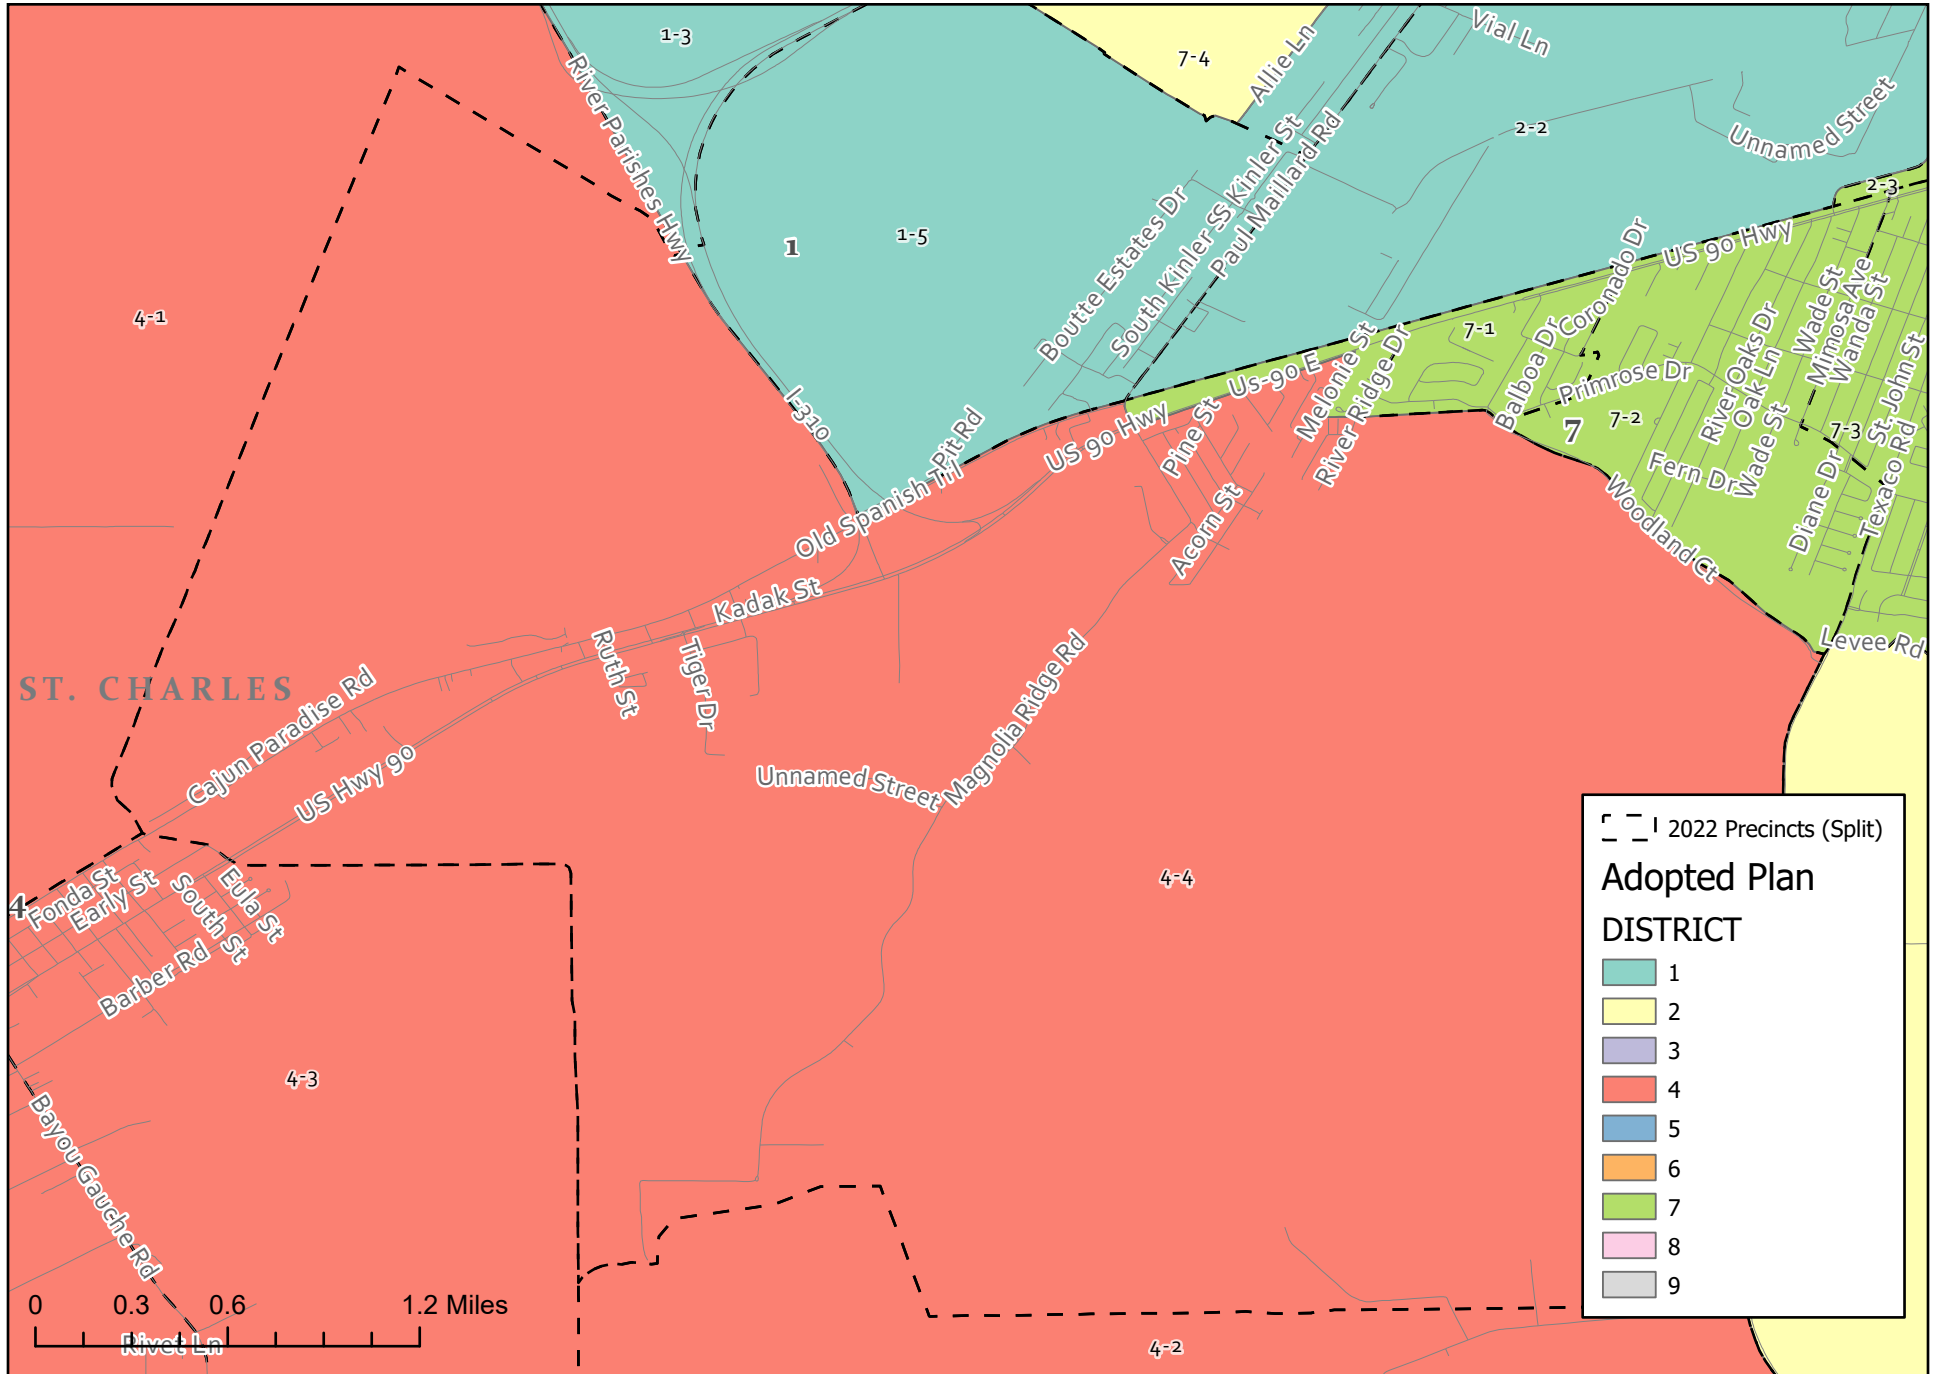 1-3
7-4
Allie Ln
Vial Ln
River Parishes Hwy
2-2
Unnamed Street
South Kinler SS Kinler St
Paul Maillard Rd
2-3
1
1-5
Boutte Estates Dr
US 90 Hwy
Coronado Dr
4-1
7-1
Balboa Dr
Primrose Dr
River Oaks Dr
Oak Ln
Wade St
Wade St
Mimosa Ave
Wanda St
St. John St
Texaco Rd
I-310
Us-90 E
Melonie St
River Ridge Dr
7
7-2
7-3
Pit Rd
US 90 Hwy
Pine St
Fern Dr
Diane Dr
Old Spanish Trl
Acorn St
Woodland Ct
Kadak St
Ruth St
Tiger Dr
Levee Rd
ST. CHARLES
Cajun Paradise Rd
Magnolia Ridge Rd
US Hwy 90
Unnamed Street
4-4
4
Fonda St
Early St
South St
Eula St
Barber Rd
4-3
Bayou Gauche Rd
Rivet Ln
4-2
0 0.3 0.6 1.2 Miles
2022 Precincts (Split)
Adopted Plan
DISTRICT
1
2
3
4
5
6
7
8
9